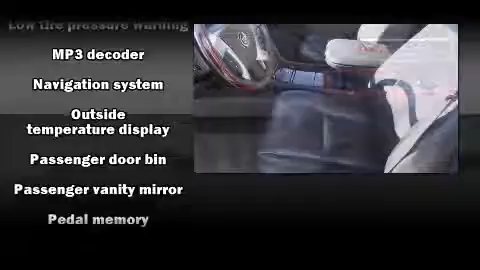 Low tire pressure warning
MP3 decoder
Navigation system
Outside
temperature display
Passenger door bin
Passenger vanity mirror
Pedal memory